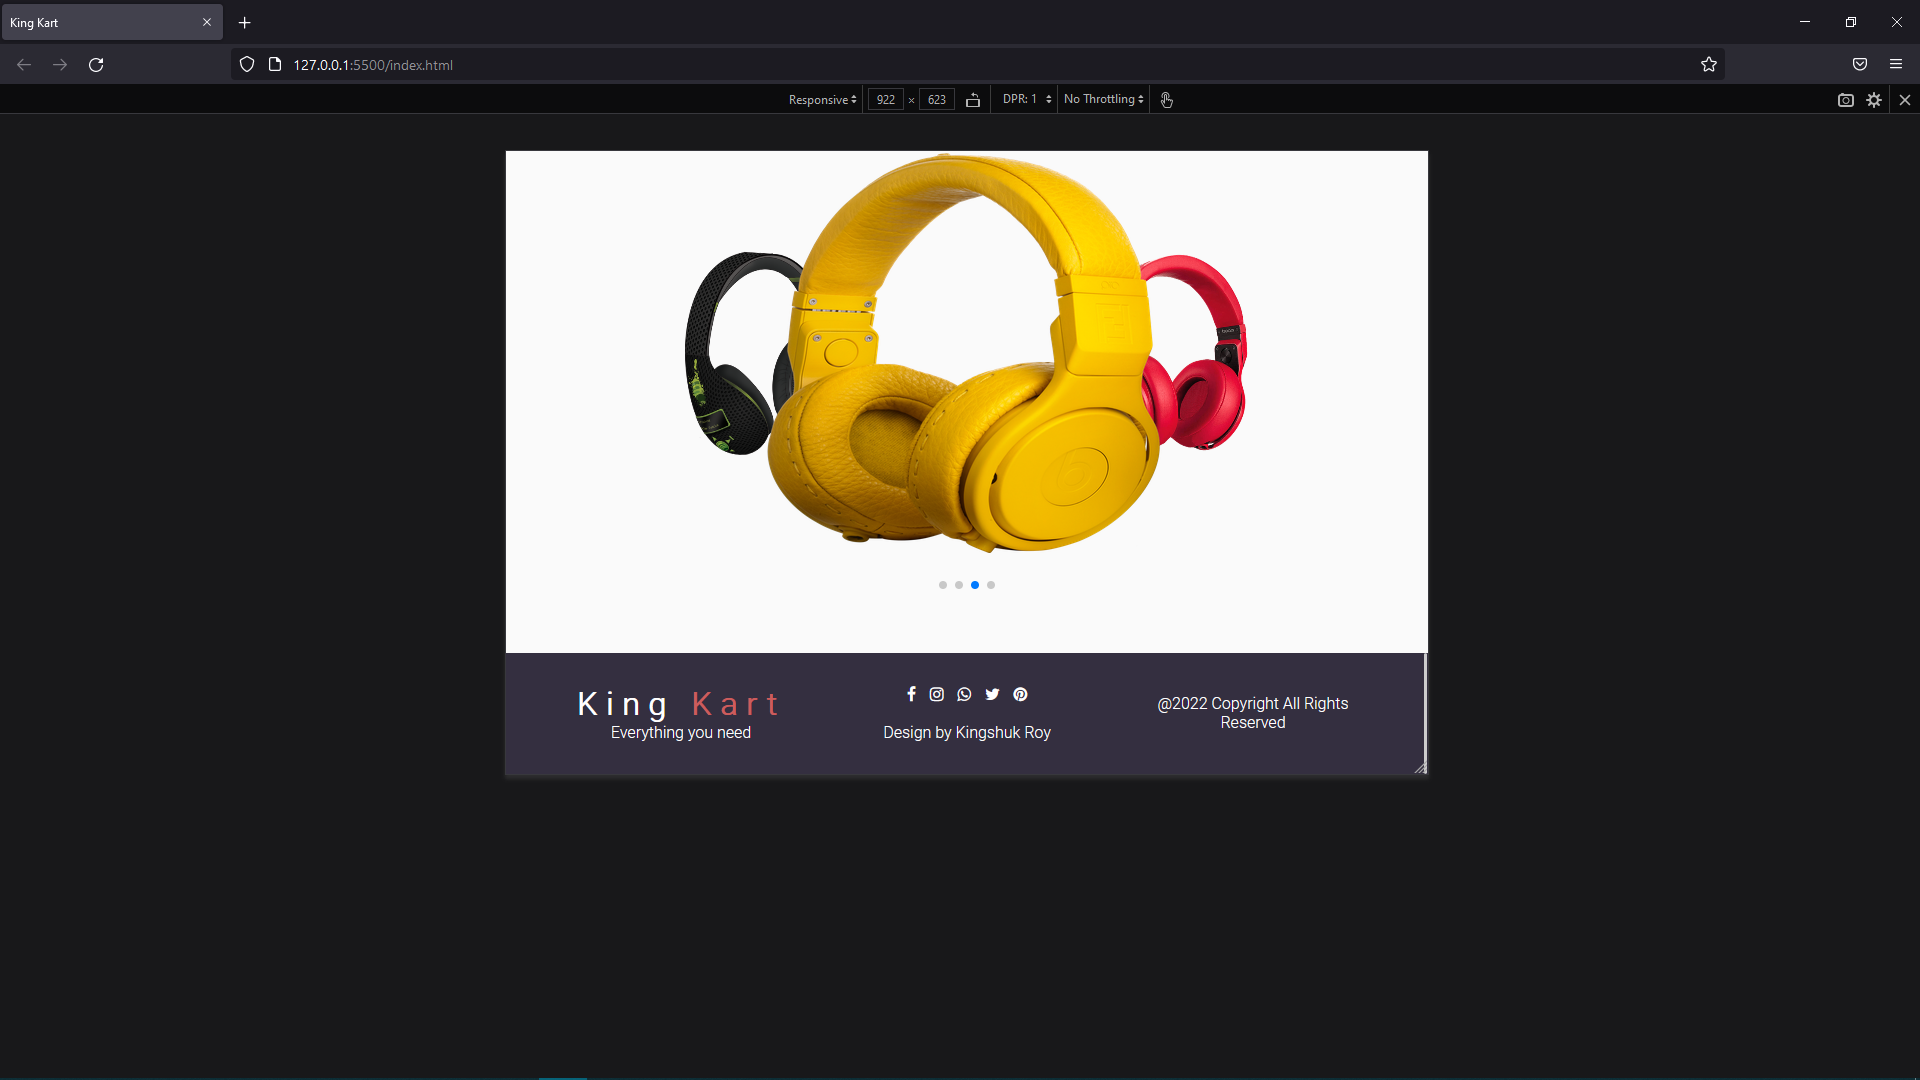 King Kart
127.0.0.1:5500/index.html
Responsive 922 × 623 DPR: 1 No Throttling
King Kart
Everything you need
Design by Kingshuk Roy
@2022 Copyright All Rights
Reserved